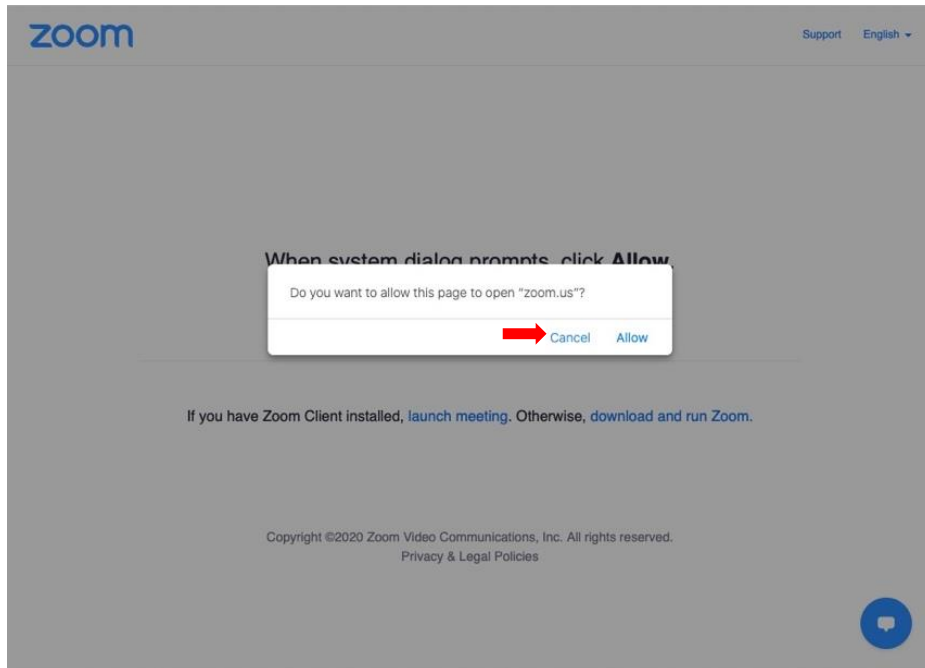 zoom
Support English
When system dialog prompts, click Allow.
Do you want to allow this page to open “zoom.us”?
Cancel Allow
If you have Zoom Client installed, launch meeting. Otherwise, download and run Zoom.
Copyright ©2020 Zoom Video Communications, Inc. All rights reserved.
Privacy & Legal Policies